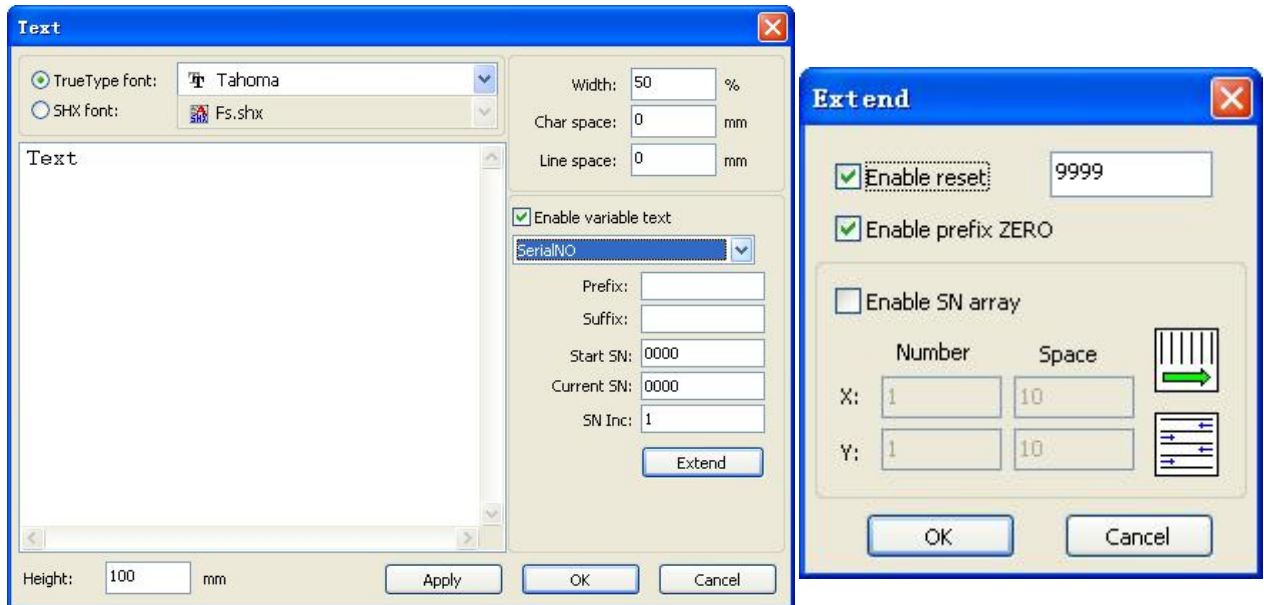 Text
TrueType font: Tahoma
SHX font: Fs.shx
Text
Width: 50 %
Char space: 0 mm
Line space: 0 mm
Enable variable text
SerialNO
Prefix:
Suffix:
Start SN: 0000
Current SN: 0000
SN Inc: 1
Extend
Height: 100 mm
Apply
OK
Cancel
Extend
Enable reset 9999
Enable prefix ZERO
Enable SN array
Number Space
X: 1 10
Y: 1 10
OK
Cancel